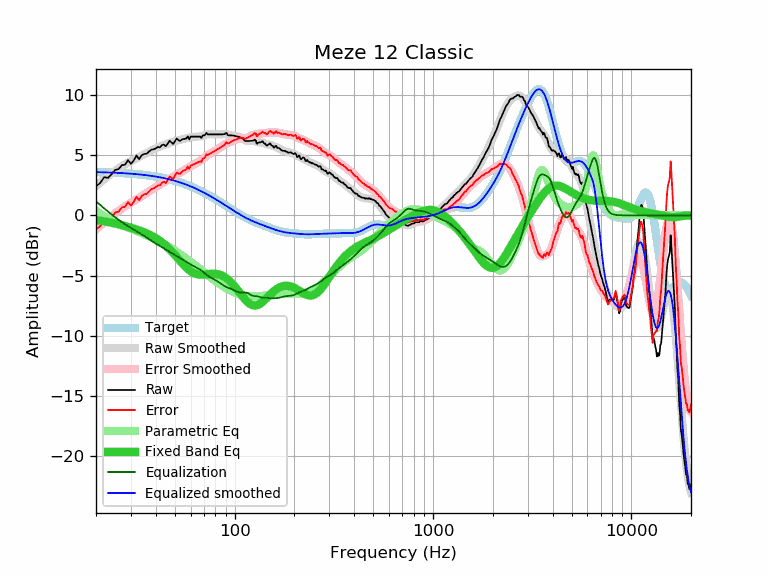 Meze 12 Classic
Amplitude (dBr)
10
5
0
−5
−10
−15
−20
Target
Raw Smoothed
Error Smoothed
Raw
Error
Parametric Eq
Fixed Band Eq
Equalization
Equalized smoothed
100
1000
10000
Frequency (Hz)